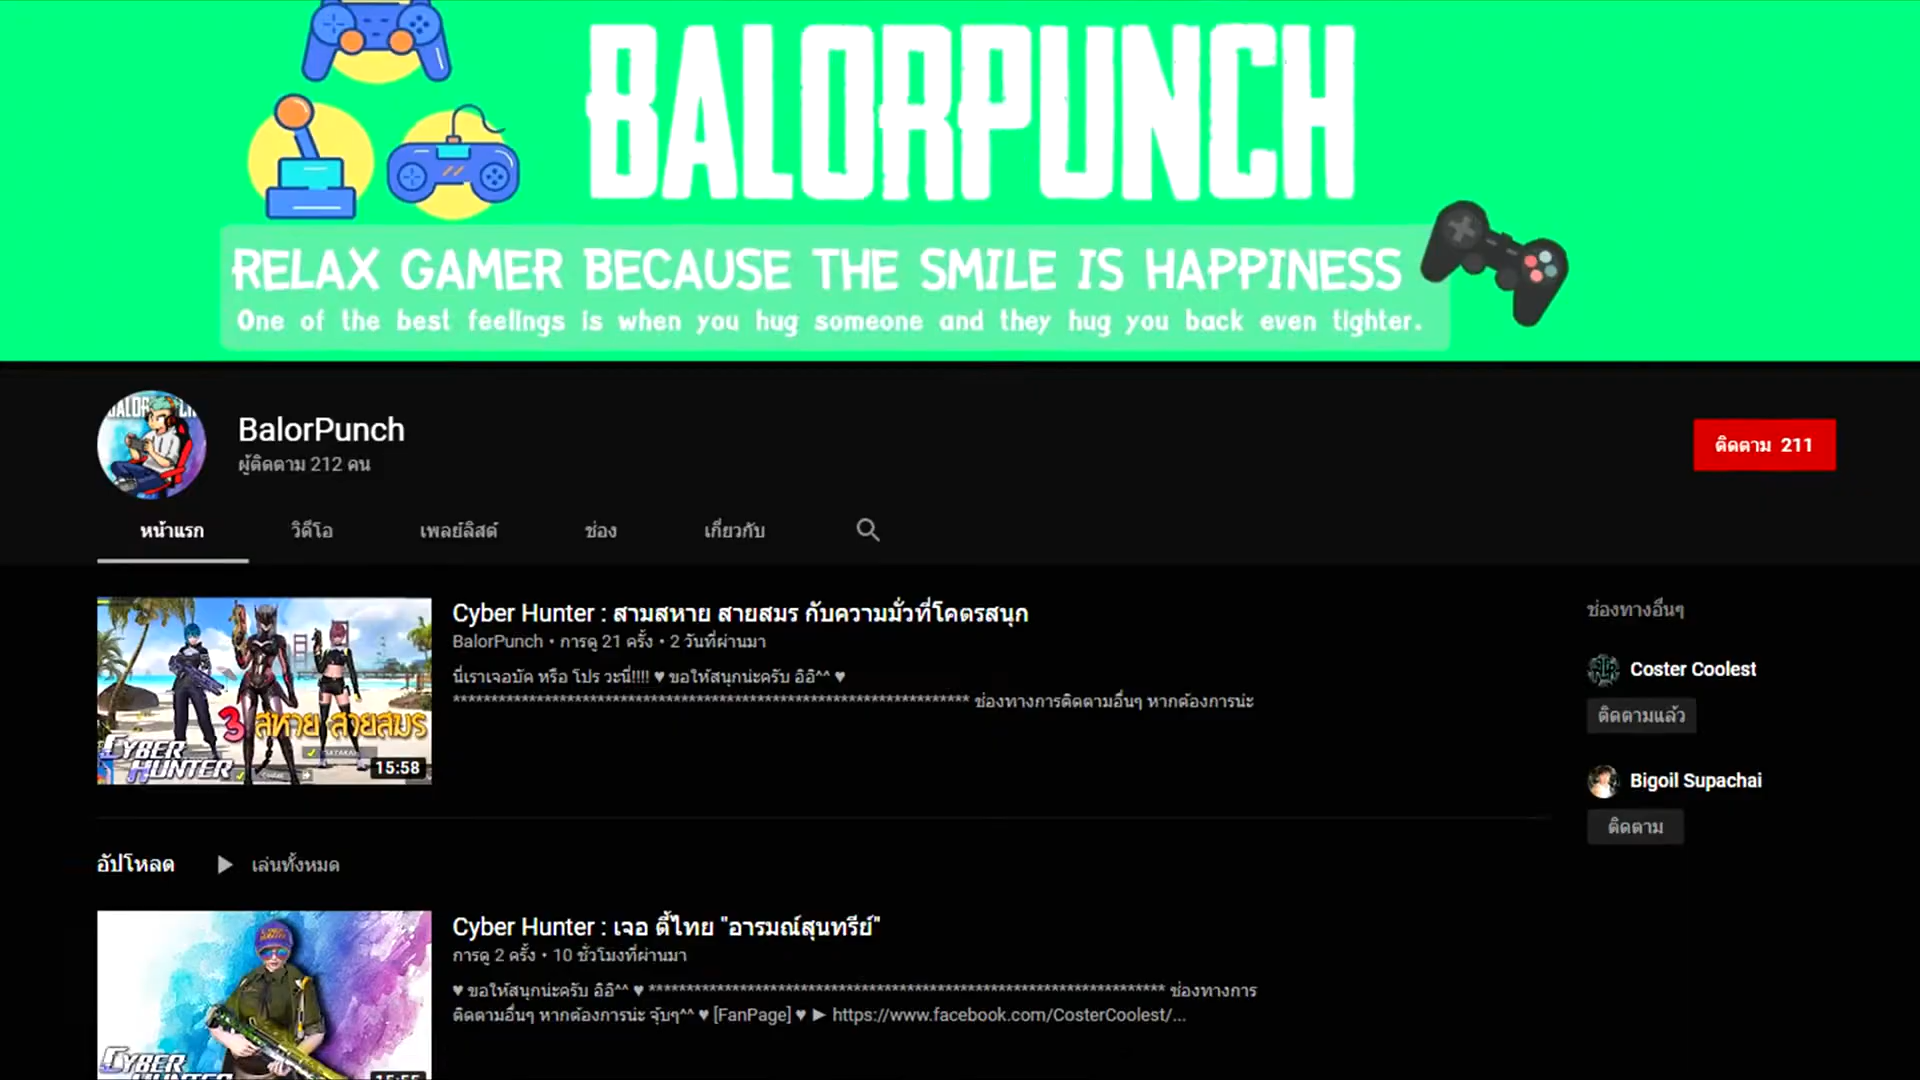 BALORPUNCH
RELAX GAMER BECAUSE THE SMILE IS HAPPINESS
One of the best feelings is when you hug someone and they hug you back even tighter.
BalorPunch
ผู้ติดตาม 212 คน
ติดตาม 211
หน้าแรก วิดีโอ เพลย์ลิสต์ ช่อง เกี่ยวกับ
Cyber Hunter : สามสหาย สายสมร กับความมั่วที่โคตรสนุก
BalorPunch • การดู 21 ครั้ง • 2 วันที่ผ่านมา
นี่เราเจอบัค หรือ โปร วะนี่!!!! ♥ ขอให้สนุกน่ะครับ อิอิ^^ ♥
******************************************************************** ช่องทางการติดตามอื่นๆ หากต้องการน่ะ
3 สหาย สายสมร
CYBER HUNTER
15:58
ช่องทางอื่นๆ
Coster Coolest
ติดตามแล้ว
Bigoil Supachai
ติดตาม
อัปโหลด ▶ เล่นทั้งหมด
Cyber Hunter : เจอ ตี้ไทย "อารมณ์สุนทรีย์"
การดู 2 ครั้ง • 10 ชั่วโมงที่ผ่านมา
♥ ขอให้สนุกน่ะครับ อิอิ^^ ♥ ******************************************************************** ช่องทางการ
ติดตามอื่นๆ หากต้องการน่ะ จุ๊บๆ^^ ♥ [FanPage] ♥ ► https://www.facebook.com/CosterCoolest/...
CYBER HUNTER
15:55